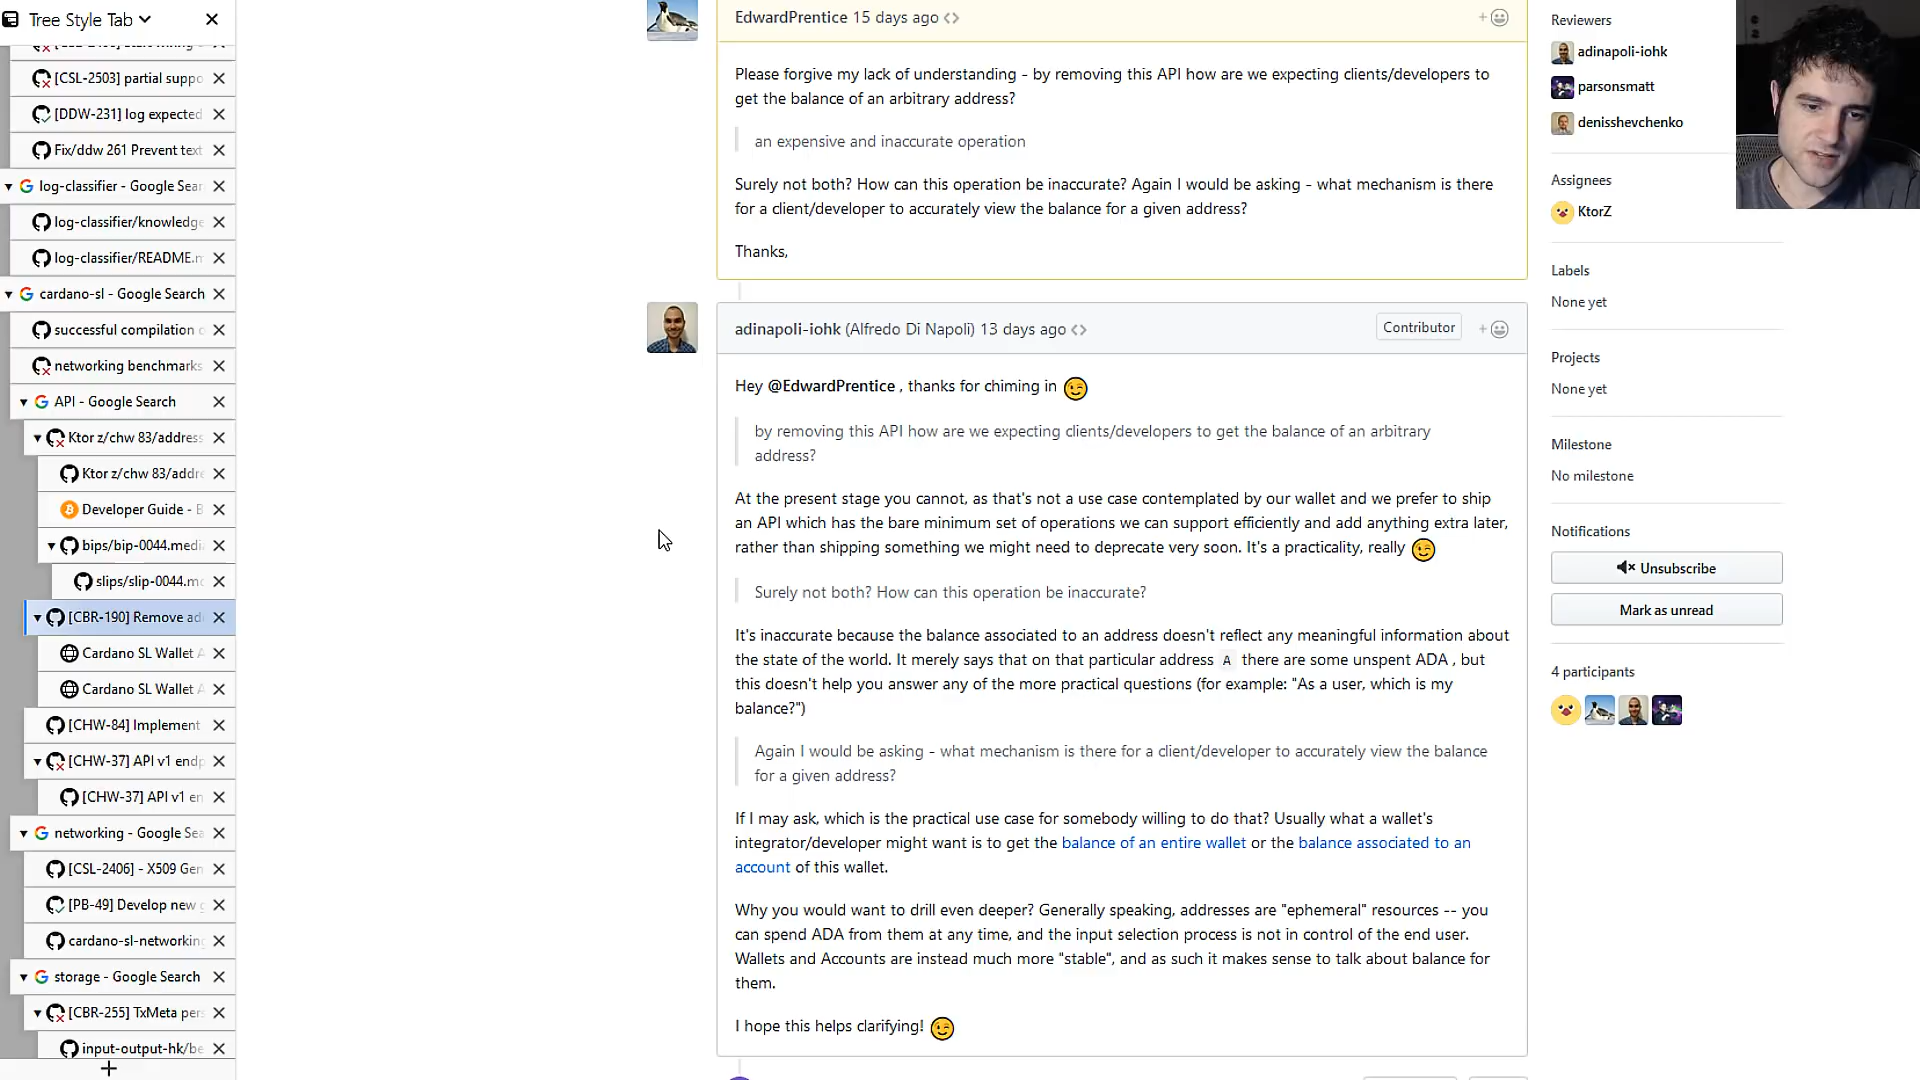 Tree Style Tab
[CSL-2503] partial suppo
[DDW-231] log expected
Fix/ddw 261 Prevent text
log-classifier - Google Sear
log-classifier/knowledge
log-classifier/README.m
cardano-sl - Google Search
successful compilation o
networking benchmarks
API - Google Search
Ktor z/chw 83/address
Ktor z/chw 83/addre
Developer Guide - B
bips/bip-0044.medi
slips/slip-0044.mc
[CBR-190] Remove ad
Cardano SL Wallet A
Cardano SL Wallet A
[CHW-84] Implement
[CHW-37] API v1 endp
[CHW-37] API v1 en
networking - Google Sea
[CSL-2406] - X509 Gen
[PB-49] Develop new g
cardano-sl-networking
storage - Google Search
[CBR-255] TxMeta pers
input-output-hk/be
EdwardPrentice 15 days ago
Please forgive my lack of understanding - by removing this API how are we expecting clients/developers to
get the balance of an arbitrary address?
an expensive and inaccurate operation
Surely not both? How can this operation be inaccurate? Again I would be asking - what mechanism is there
for a client/developer to accurately view the balance for a given address?
Thanks,
adinapoli-iohk (Alfredo Di Napoli) 13 days ago
Contributor
Hey @EdwardPrentice , thanks for chiming in 😉
by removing this API how are we expecting clients/developers to get the balance of an arbitrary
address?
At the present stage you cannot, as that's not a use case contemplated by our wallet and we prefer to ship
an API which has the bare minimum set of operations we can support efficiently and add anything extra later,
rather than shipping something we might need to deprecate very soon. It's a practicality, really 😉
Surely not both? How can this operation be inaccurate?
It's inaccurate because the balance associated to an address doesn't reflect any meaningful information about
the state of the world. It merely says that on that particular address A there are some unspent ADA , but
this doesn't help you answer any of the more practical questions (for example: "As a user, which is my
balance?")
Again I would be asking - what mechanism is there for a client/developer to accurately view the balance
for a given address?
If I may ask, which is the practical use case for somebody willing to do that? Usually what a wallet's
integrator/developer might want is to get the balance of an entire wallet or the balance associated to an
account of this wallet.
Why you would want to drill even deeper? Generally speaking, addresses are "ephemeral" resources -- you
can spend ADA from them at any time, and the input selection process is not in control of the end user.
Wallets and Accounts are instead much more "stable", and as such it makes sense to talk about balance for
them.
I hope this helps clarifying! 😉
Reviewers
adinapoli-iohk
parsonsmatt
denisshevchenko
Assignees
KtorZ
Labels
None yet
Projects
None yet
Milestone
No milestone
Notifications
Unsubscribe
Mark as unread
4 participants